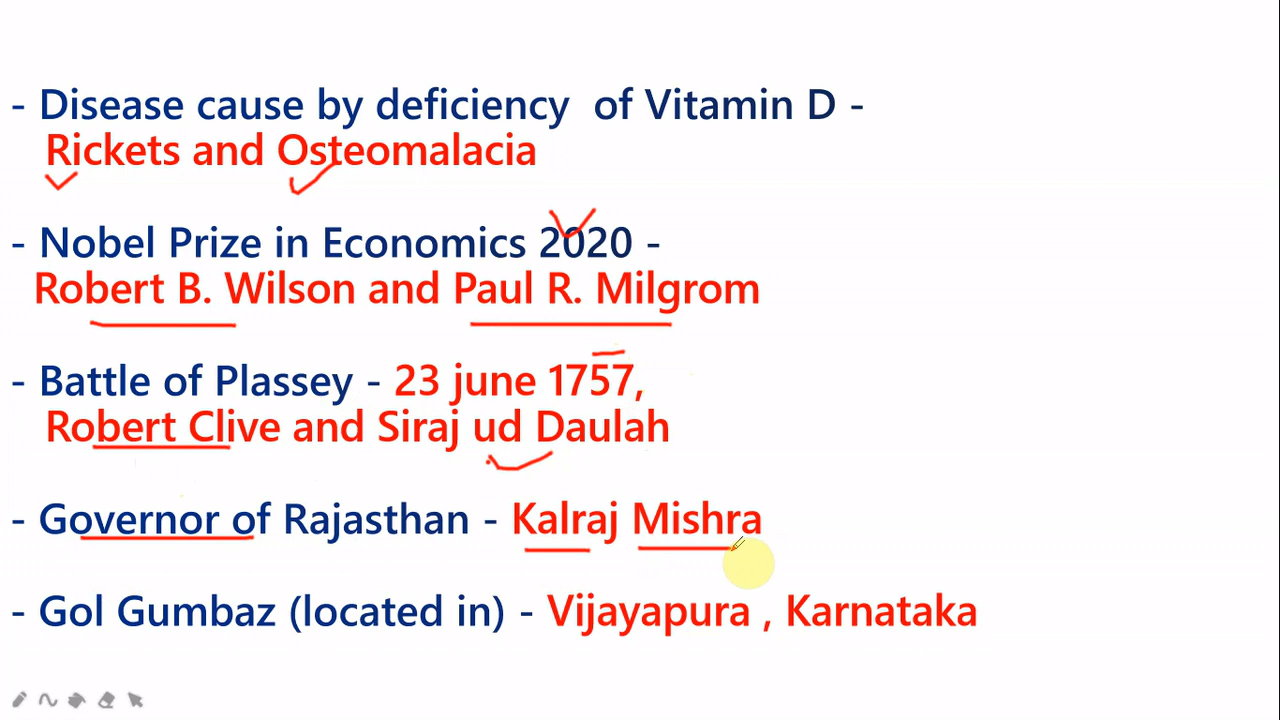 - Disease cause by deficiency of Vitamin D -
Rickets and Osteomalacia
- Nobel Prize in Economics 2020 -
Robert B. Wilson and Paul R. Milgrom
- Battle of Plassey - 23 june 1757,
Robert Clive and Siraj ud Daulah
- Governor of Rajasthan - Kalraj Mishra
- Gol Gumbaz (located in) - Vijayapura , Karnataka